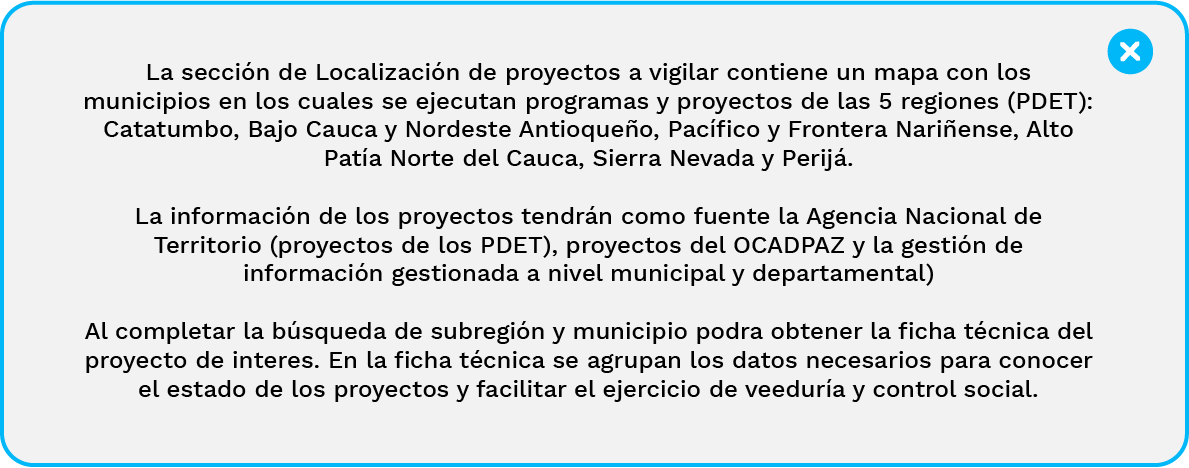 La sección de Localización de proyectos a vigilar contiene un mapa con los
municipios en los cuales se ejecutan programas y proyectos de las 5 regiones (PDET):
Catatumbo, Bajo Cauca y Nordeste Antioqueño, Pacífico y Frontera Nariñense, Alto
Patía Norte del Cauca, Sierra Nevada y Perijá.
La información de los proyectos tendrán como fuente la Agencia Nacional de
Territorio (proyectos de los PDET), proyectos del OCADPAZ y la gestión de
información gestionada a nivel municipal y departamental)
Al completar la búsqueda de subregión y municipio podra obtener la ficha técnica del
proyecto de interes. En la ficha técnica se agrupan los datos necesarios para conocer
el estado de los proyectos y facilitar el ejercicio de veeduría y control social.